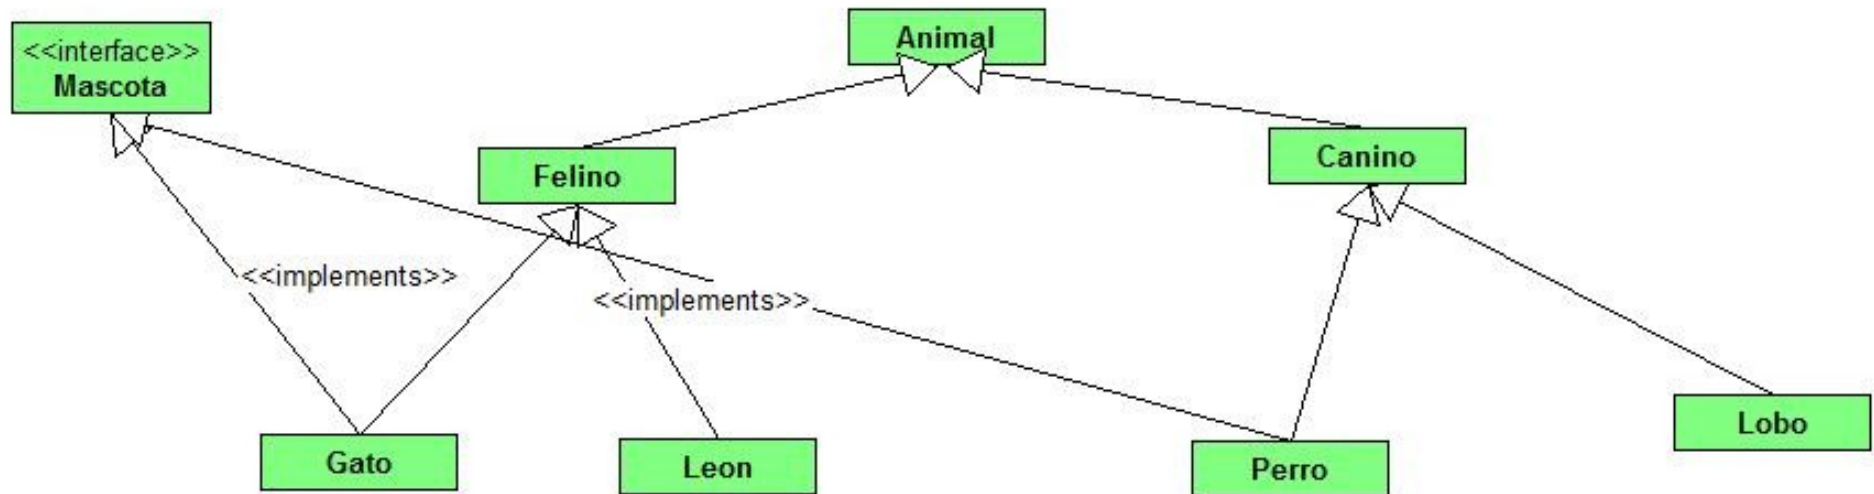 <<interface>>
Mascota
Animal
Felino
Canino
<<implements>>
<<implements>>
Gato
Leon
Perro
Lobo